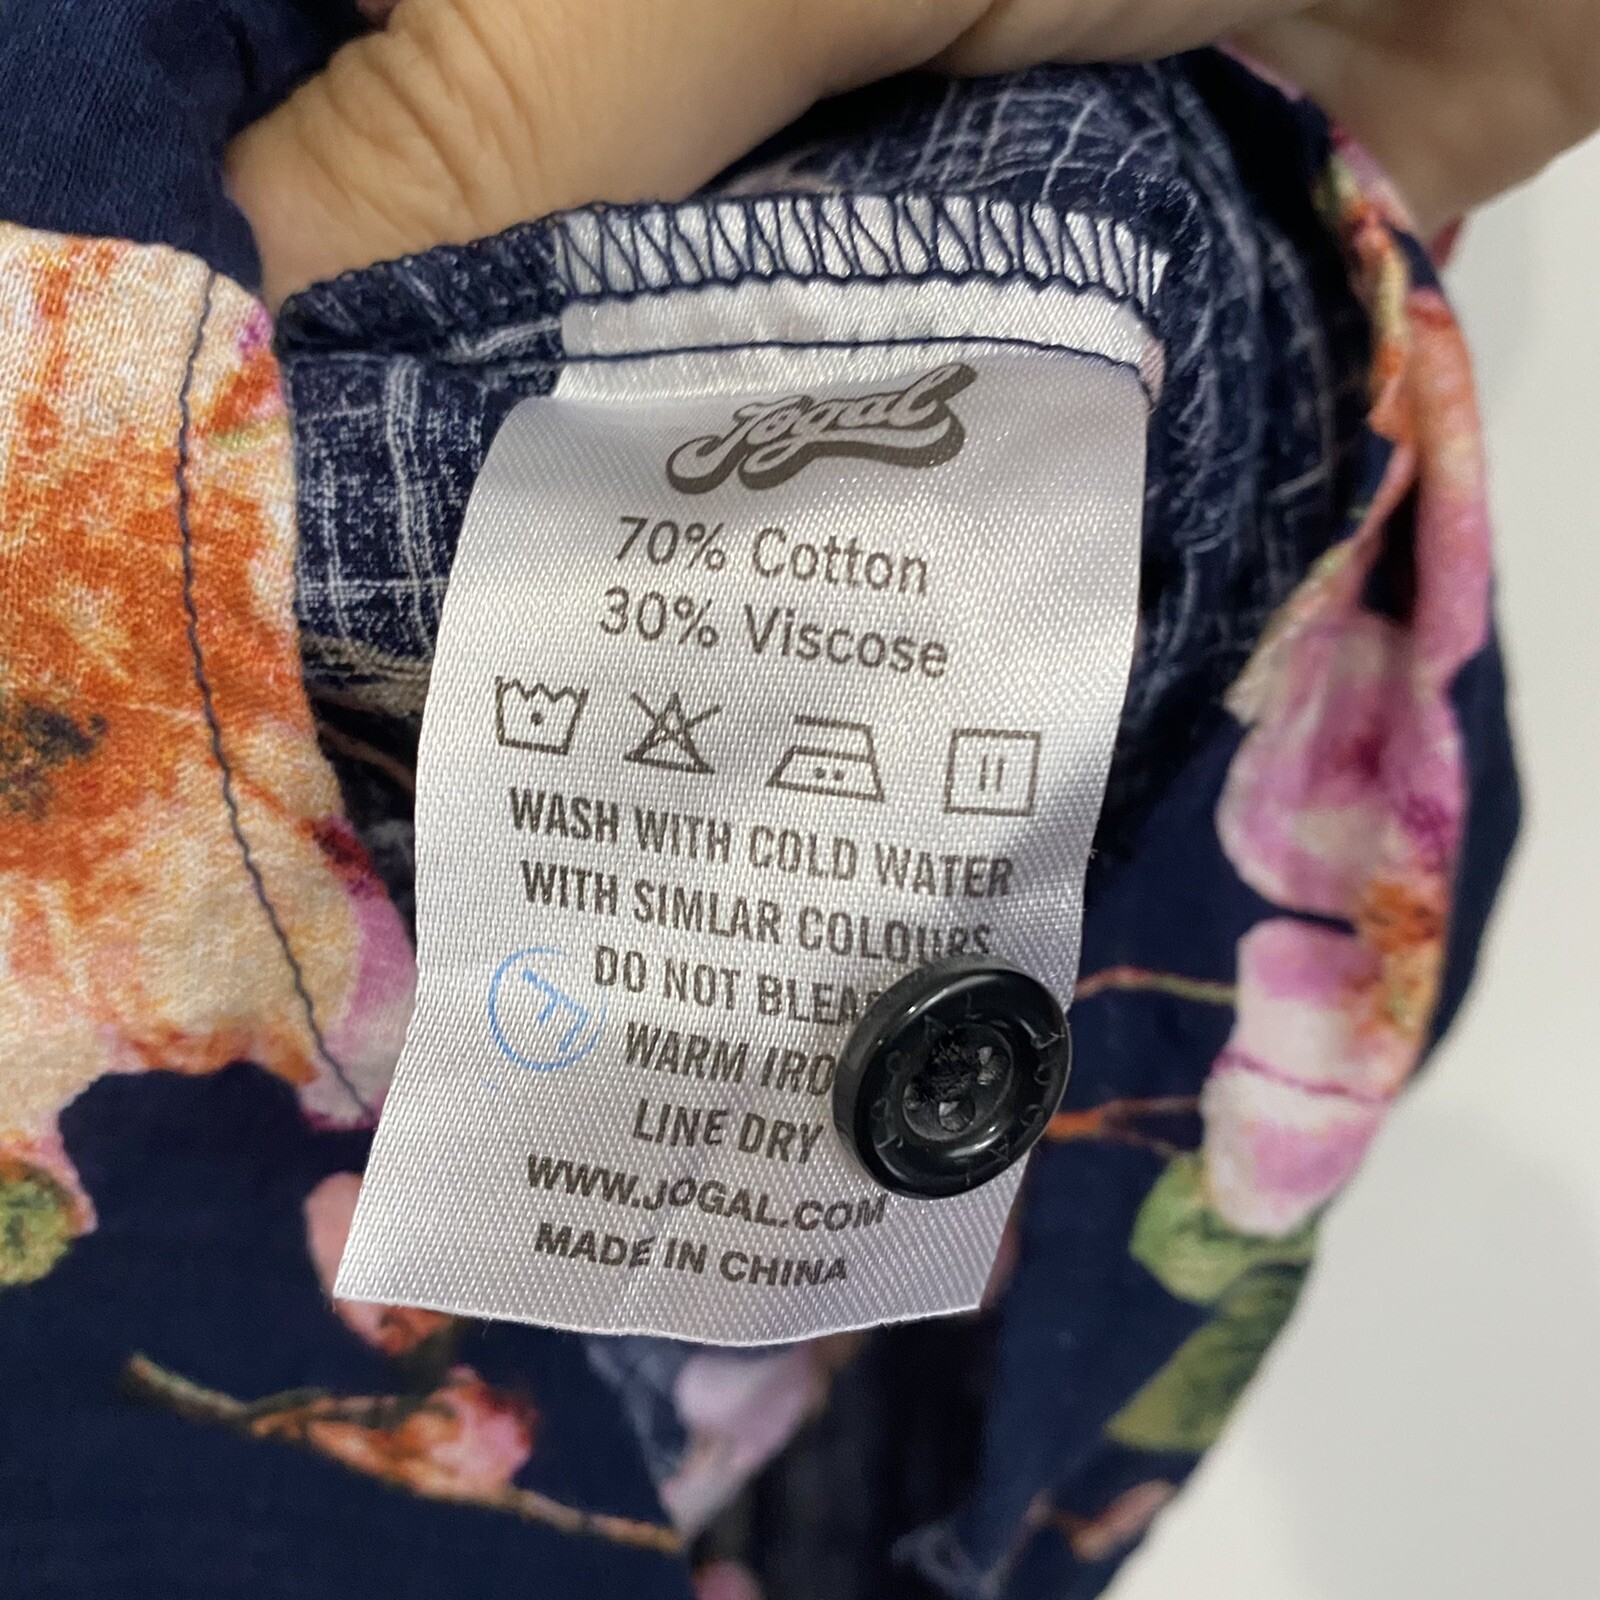 Jogal
70% Cotton
30% Viscose
WASH WITH COLD WATER
WITH SIMLAR COLOURS
DO NOT BLEA
WARM IRO
LINE DRY
WWW.JOGAL.COM
MADE IN CHINA
JOGAL